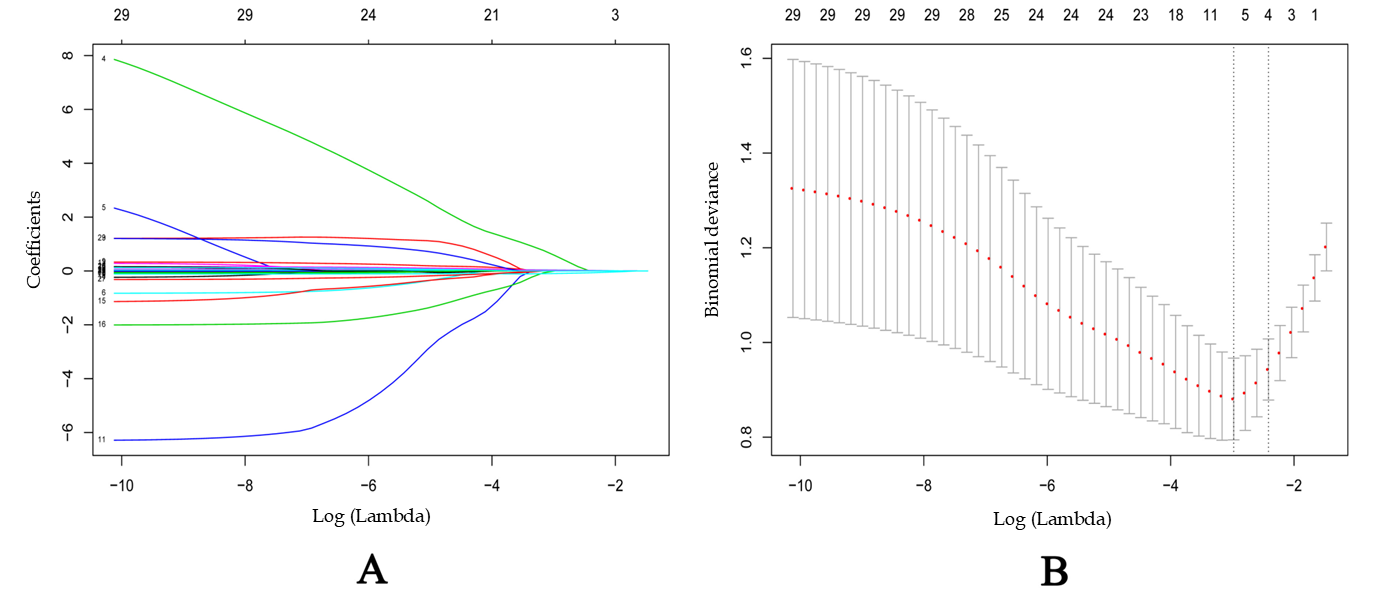 29 29 24 21 3
8
6
4
2
0
−2
−4
−6
Coefficients
4
5
29
6
15
16
11
−10 −8 −6 −4 −2
Log (Lambda)
A
29 29 29 29 29 28 25 24 24 24 23 18 11 5 4 3 1
1.6
1.4
1.2
1.0
0.8
Binomial deviance
−10 −8 −6 −4 −2
Log (Lambda)
B